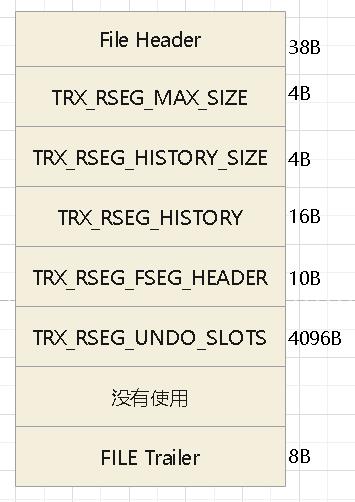 File Header
38B
TRX_RSEG_MAX_SIZE
4B
TRX_RSEG_HISTORY_SIZE
4B
TRX_RSEG_HISTORY
16B
TRX_RSEG_FSEG_HEADER
10B
TRX_RSEG_UNDO_SLOTS
4096B
没有使用
FILE Trailer
8B